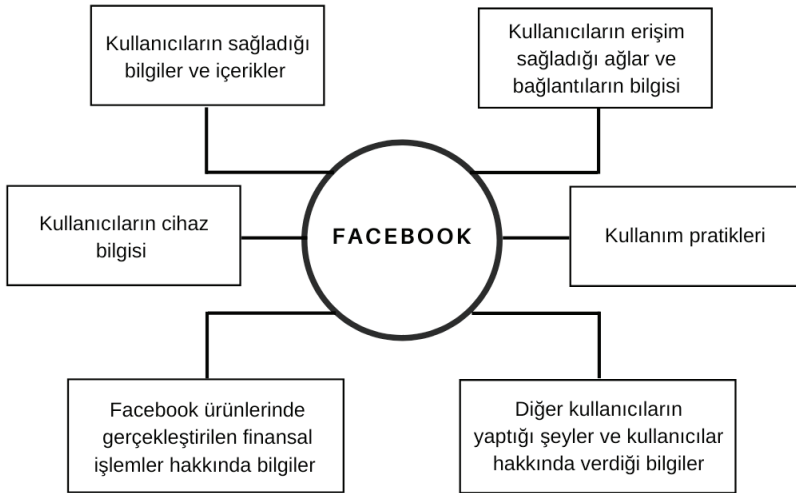 Kullanıcıların sağladığı
bilgiler ve içerikler
Kullanıcıların erişim
sağladığı ağlar ve
bağlantıların bilgisi
Kullanıcıların cihaz
bilgisi
FACEBOOK
Kullanım pratikleri
Facebook ürünlerinde
gerçekleştirilen finansal
işlemler hakkında bilgiler
Diğer kullanıcıların
yaptığı şeyler ve kullanıcılar
hakkında verdiği bilgiler